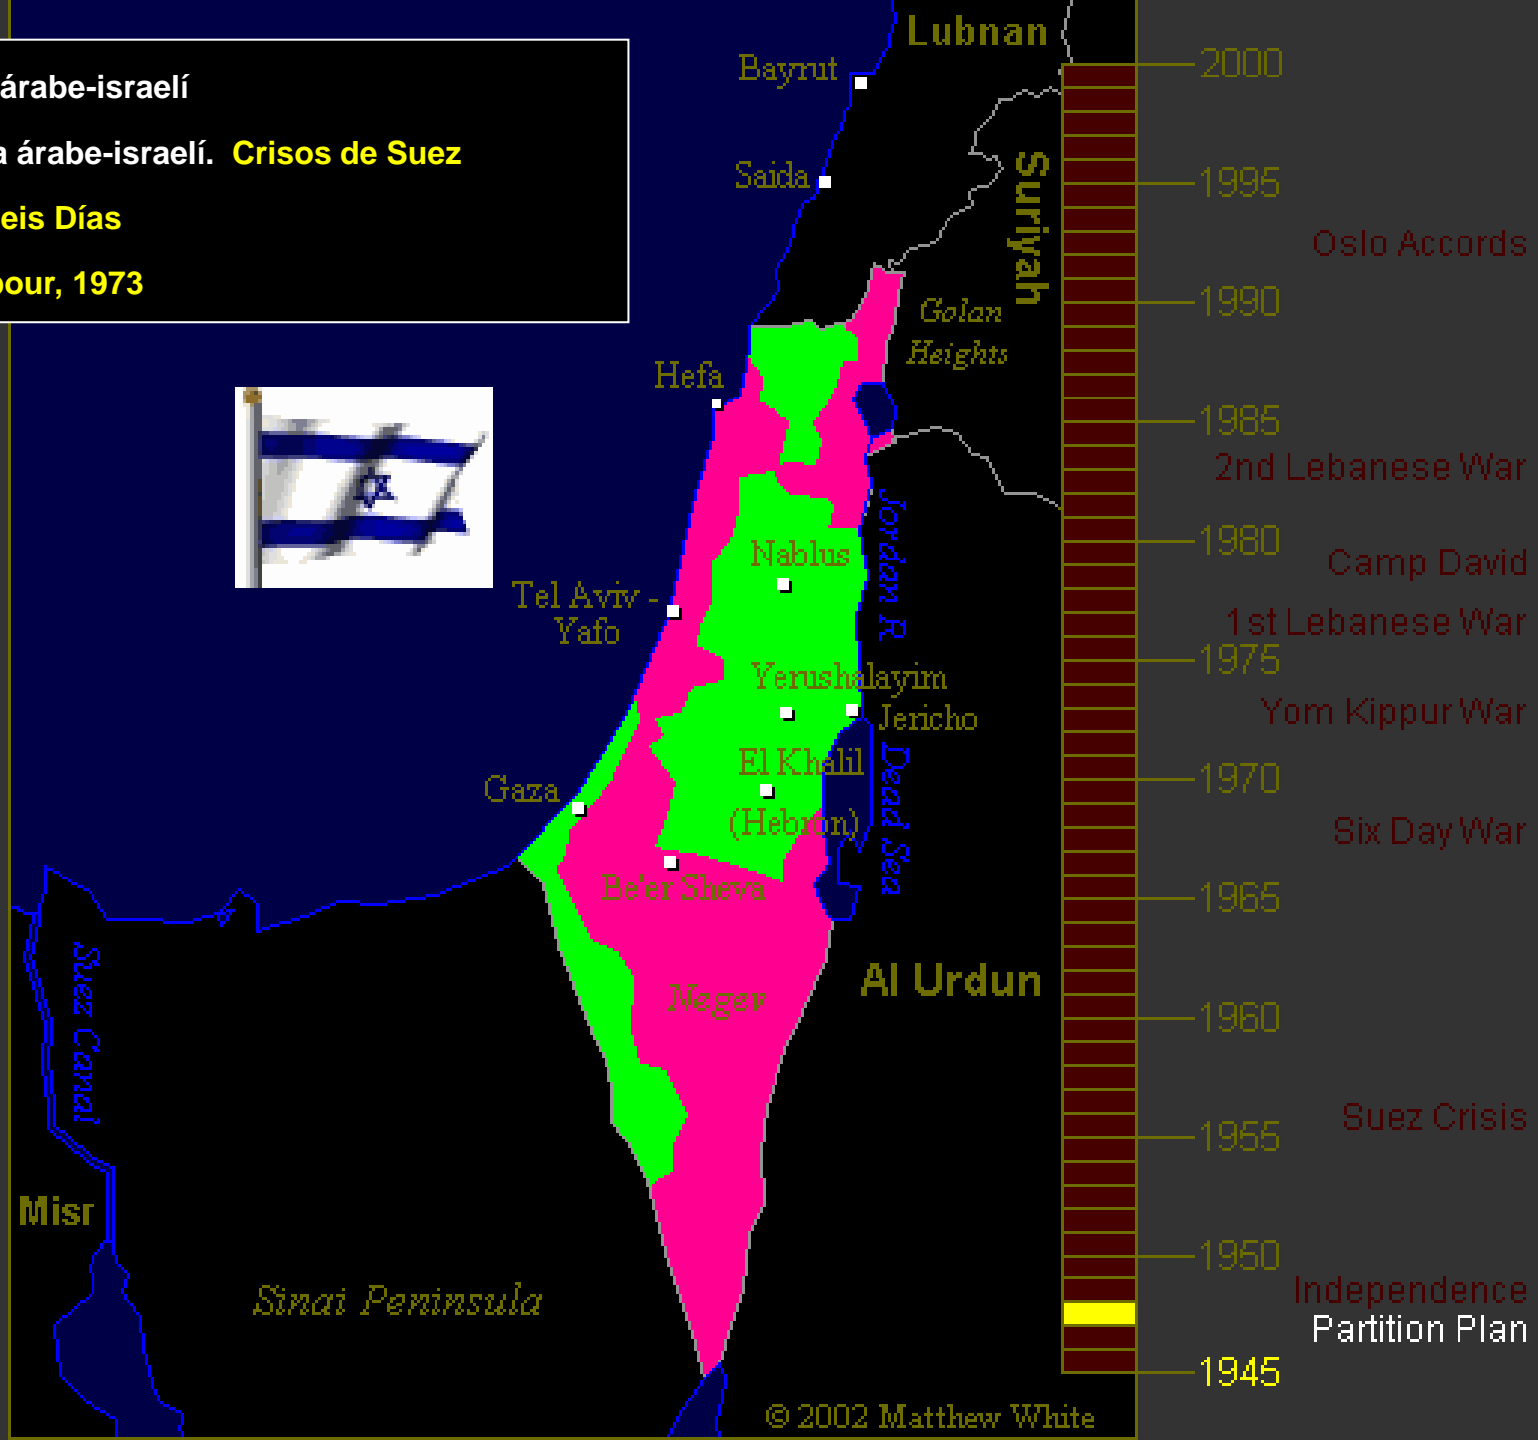 árabe-israelí
a árabe-israelí.  Crisos de Suez
eis Días
our, 1973
Lubnan
Bayrut
Saida
Suriyah
Golan
Heights
Hefa
Jordan R
Nablus
Tel Aviv -
Yafo
Yerushalayim
Jericho
El Khalil
(Hebron)
Gaza
Dead Sea
Be'er Sheva
Suez Canal
Negev
Al Urdun
Misr
Sinai Peninsula
© 2002 Matthew White
2000
1995
Oslo Accords
1990
1985
2nd Lebanese War
1980
Camp David
1st Lebanese War
1975
Yom Kippur War
1970
Six Day War
1965
1960
Suez Crisis
1955
1950
Independence
Partition Plan
1945